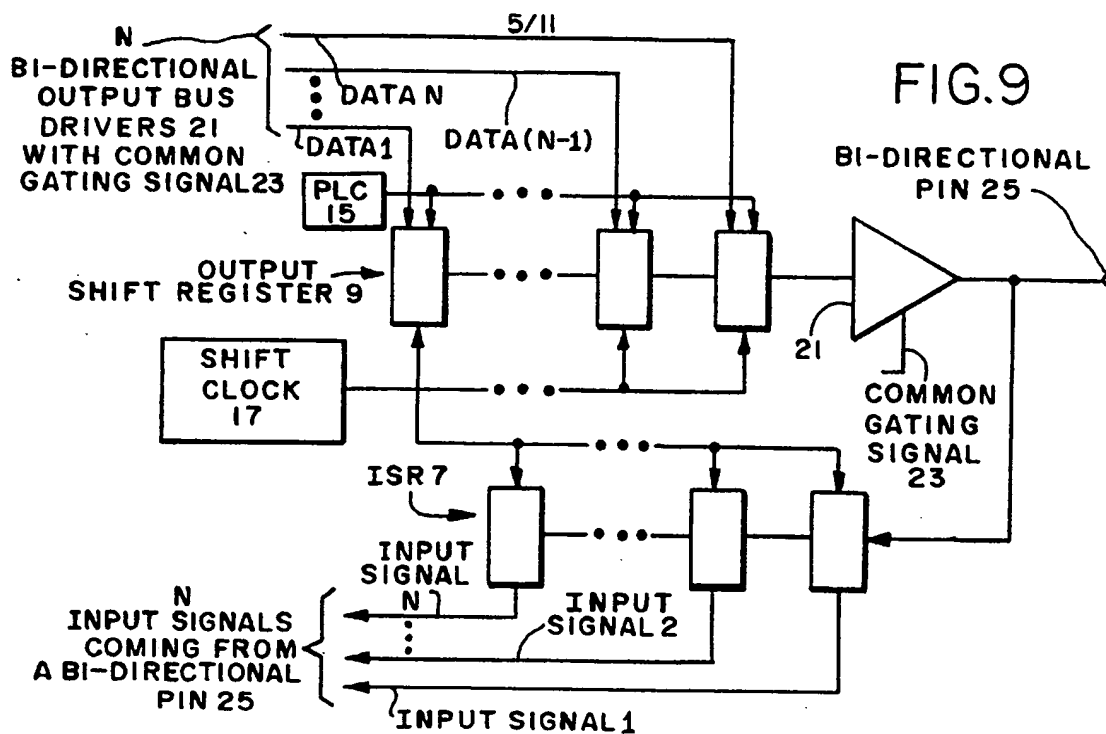 5/11
FIG.9
N
BI-DIRECTIONAL
OUTPUT BUS
DRIVERS 21
WITH COMMON
GATING SIGNAL 23
DATA N
DATA (N-1)
DATA 1
BI-DIRECTIONAL
PIN 25
PLC
15
OUTPUT
SHIFT REGISTER 9
21
SHIFT
CLOCK
17
COMMON
GATING
SIGNAL
23
ISR 7
INPUT
SIGNAL
N
INPUT
SIGNAL 2
N
INPUT SIGNALS
COMING FROM
A BI-DIRECTIONAL
PIN 25
INPUT SIGNAL 1